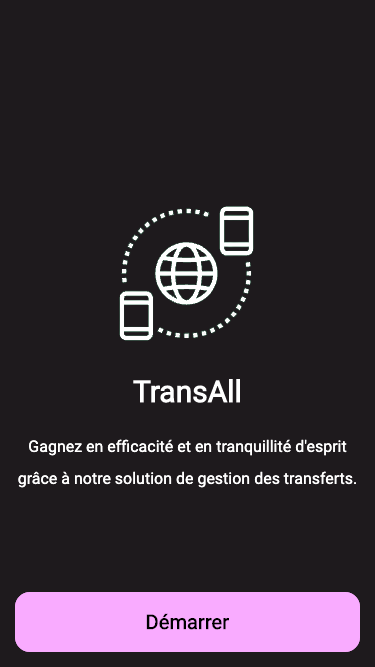 TransAll
Gagnez en efficacité et en tranquillité d'esprit
grâce à notre solution de gestion des transferts.
Démarrer